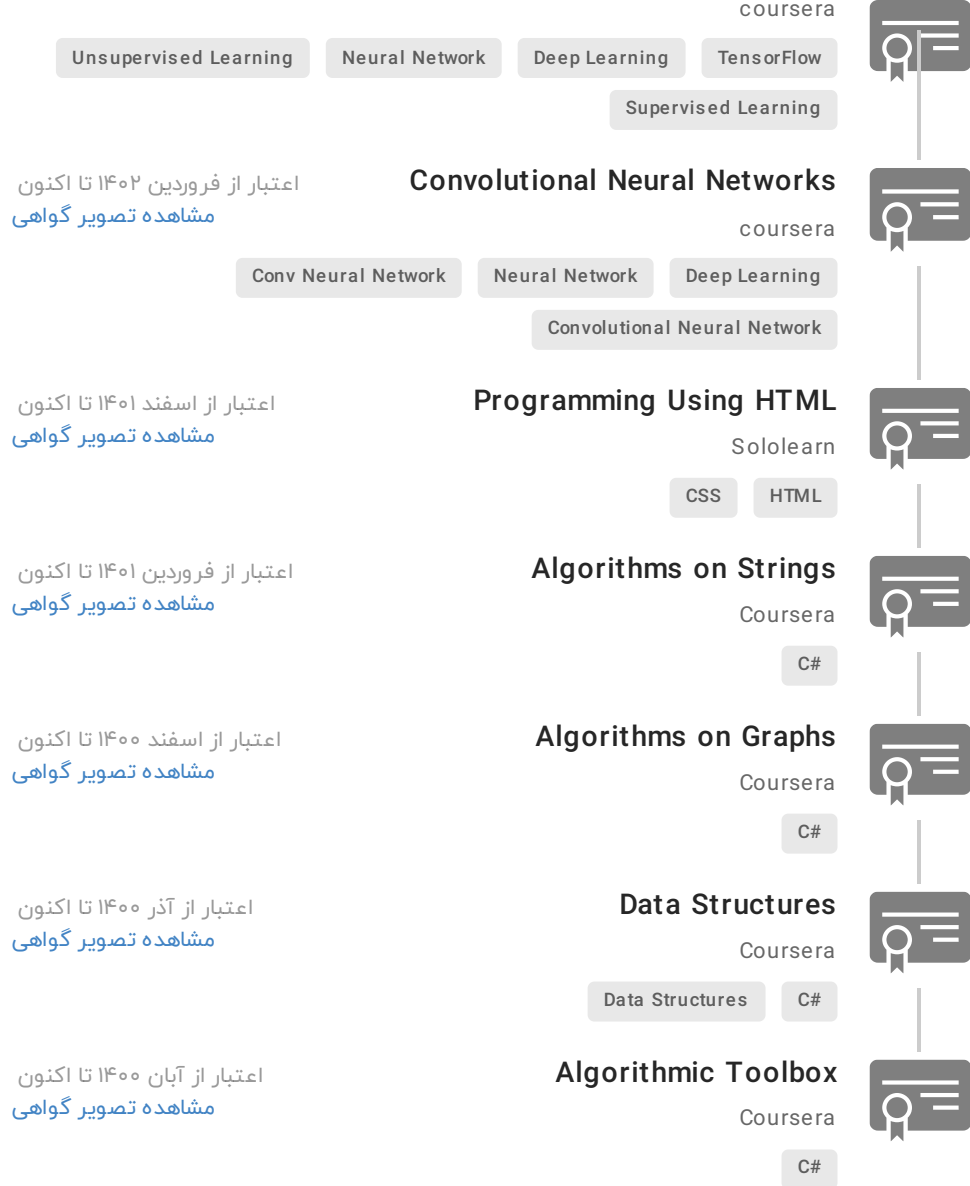 coursera
TensorFlow Deep Learning Neural Network Unsupervised Learning
Supervised Learning
Convolutional Neural Networks
اعتبار از فروردین ۱۴۰۲ تا اکنون
مشاهده تصویر گواهی
coursera
Deep Learning Neural Network Conv Neural Network
Convolutional Neural Network
Programming Using HTML
اعتبار از اسفند ۱۴۰۱ تا اکنون
مشاهده تصویر گواهی
Sololearn
HTML CSS
Algorithms on Strings
اعتبار از فروردین ۱۴۰۱ تا اکنون
مشاهده تصویر گواهی
Coursera
C#
Algorithms on Graphs
اعتبار از اسفند ۱۴۰۰ تا اکنون
مشاهده تصویر گواهی
Coursera
C#
Data Structures
اعتبار از آذر ۱۴۰۰ تا اکنون
مشاهده تصویر گواهی
Coursera
C# Data Structures
Algorithmic Toolbox
اعتبار از آبان ۱۴۰۰ تا اکنون
مشاهده تصویر گواهی
Coursera
C#